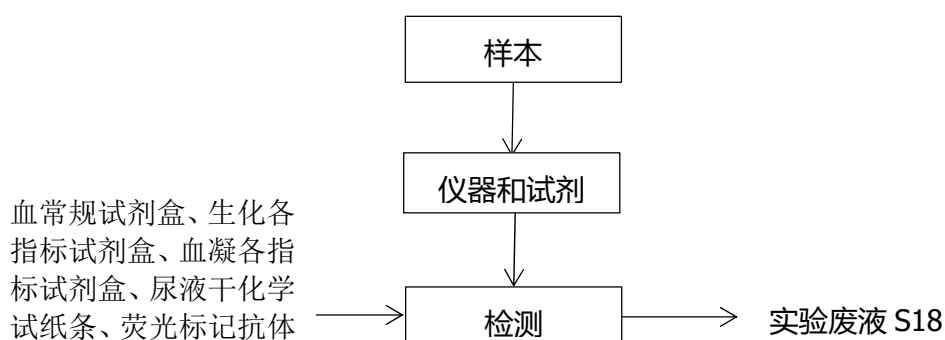 样本
仪器和试剂
血常规试剂盒、生化各
指标试剂盒、血凝各指
标试剂盒、尿液干化学
试纸条、荧光标记抗体
检测
实验废液 S18